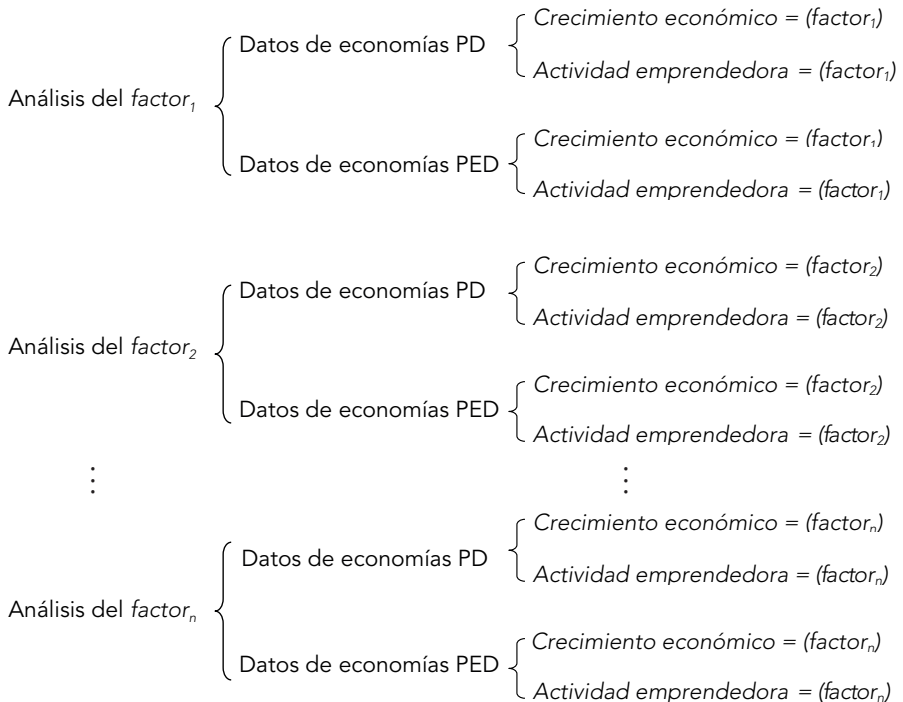 Crecimiento económico = (factor₁)
Datos de economías PD
Actividad emprendedora = (factor₁)
Análisis del factor₁
Crecimiento económico = (factor₁)
Datos de economías PED
Actividad emprendedora = (factor₁)
Crecimiento económico = (factor₂)
Datos de economías PD
Actividad emprendedora = (factor₂)
Análisis del factor₂
Crecimiento económico = (factor₂)
Datos de economías PED
Actividad emprendedora = (factor₂)
⋮ ⋮
Crecimiento económico = (factorₙ)
Datos de economías PD
Actividad emprendedora = (factorₙ)
Análisis del factorₙ
Crecimiento económico = (factorₙ)
Datos de economías PED
Actividad emprendedora = (factorₙ)